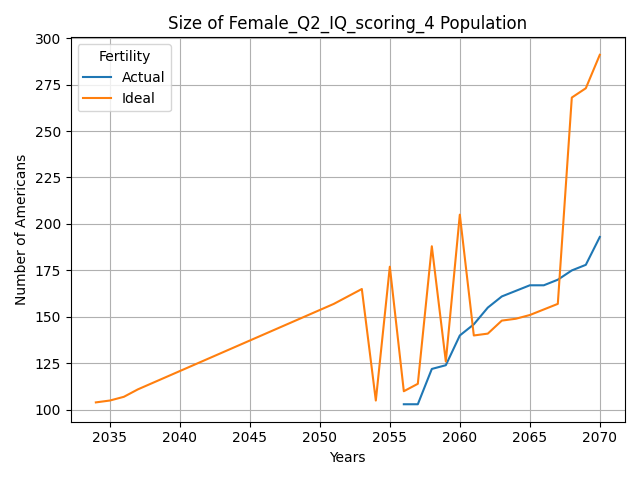 Size of Female_Q2_IQ_scoring_4 Population
Number of Americans
300
275
250
225
200
175
150
125
100
Fertility
Actual
Ideal
2035 2040 2045 2050 2055 2060 2065 2070
Years